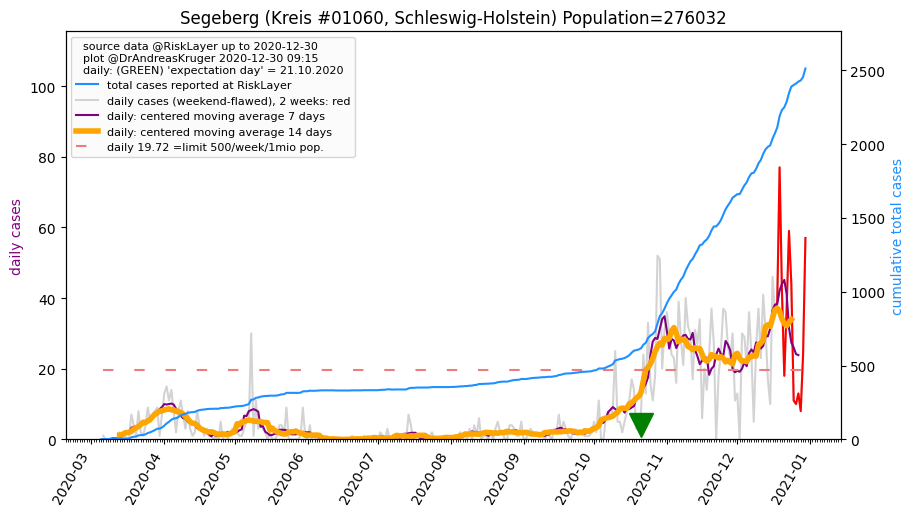 Segeberg (Kreis #01060, Schleswig-Holstein) Population=276032
source data @RiskLayer up to 2020-12-30
plot @DrAndreasKruger 2020-12-30 09:15
daily: (GREEN) 'expectation day' = 21.10.2020
total cases reported at RiskLayer
daily cases (weekend-flawed), 2 weeks: red
daily: centered moving average 7 days
daily: centered moving average 14 days
daily 19.72 =limit 500/week/1mio pop.
daily cases
100
80
60
40
20
0
cumulative total cases
2500
2000
1500
1000
500
0
2020-03
2020-04
2020-05
2020-06
2020-07
2020-08
2020-09
2020-10
2020-11
2020-12
2021-01